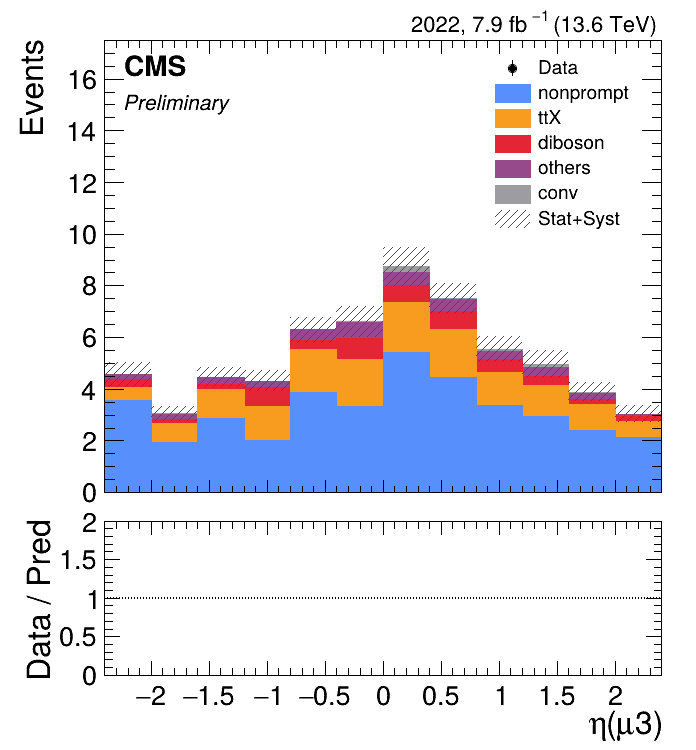 2022, 7.9 fb⁻¹ (13.6 TeV)
Events
CMS
Preliminary
Data
nonprompt
ttX
diboson
others
conv
Stat+Syst
16
14
12
10
8
6
4
2
0
Data / Pred
2
1.5
1
0.5
0
−2 −1.5 −1 −0.5 0 0.5 1 1.5 2
η(μ3)